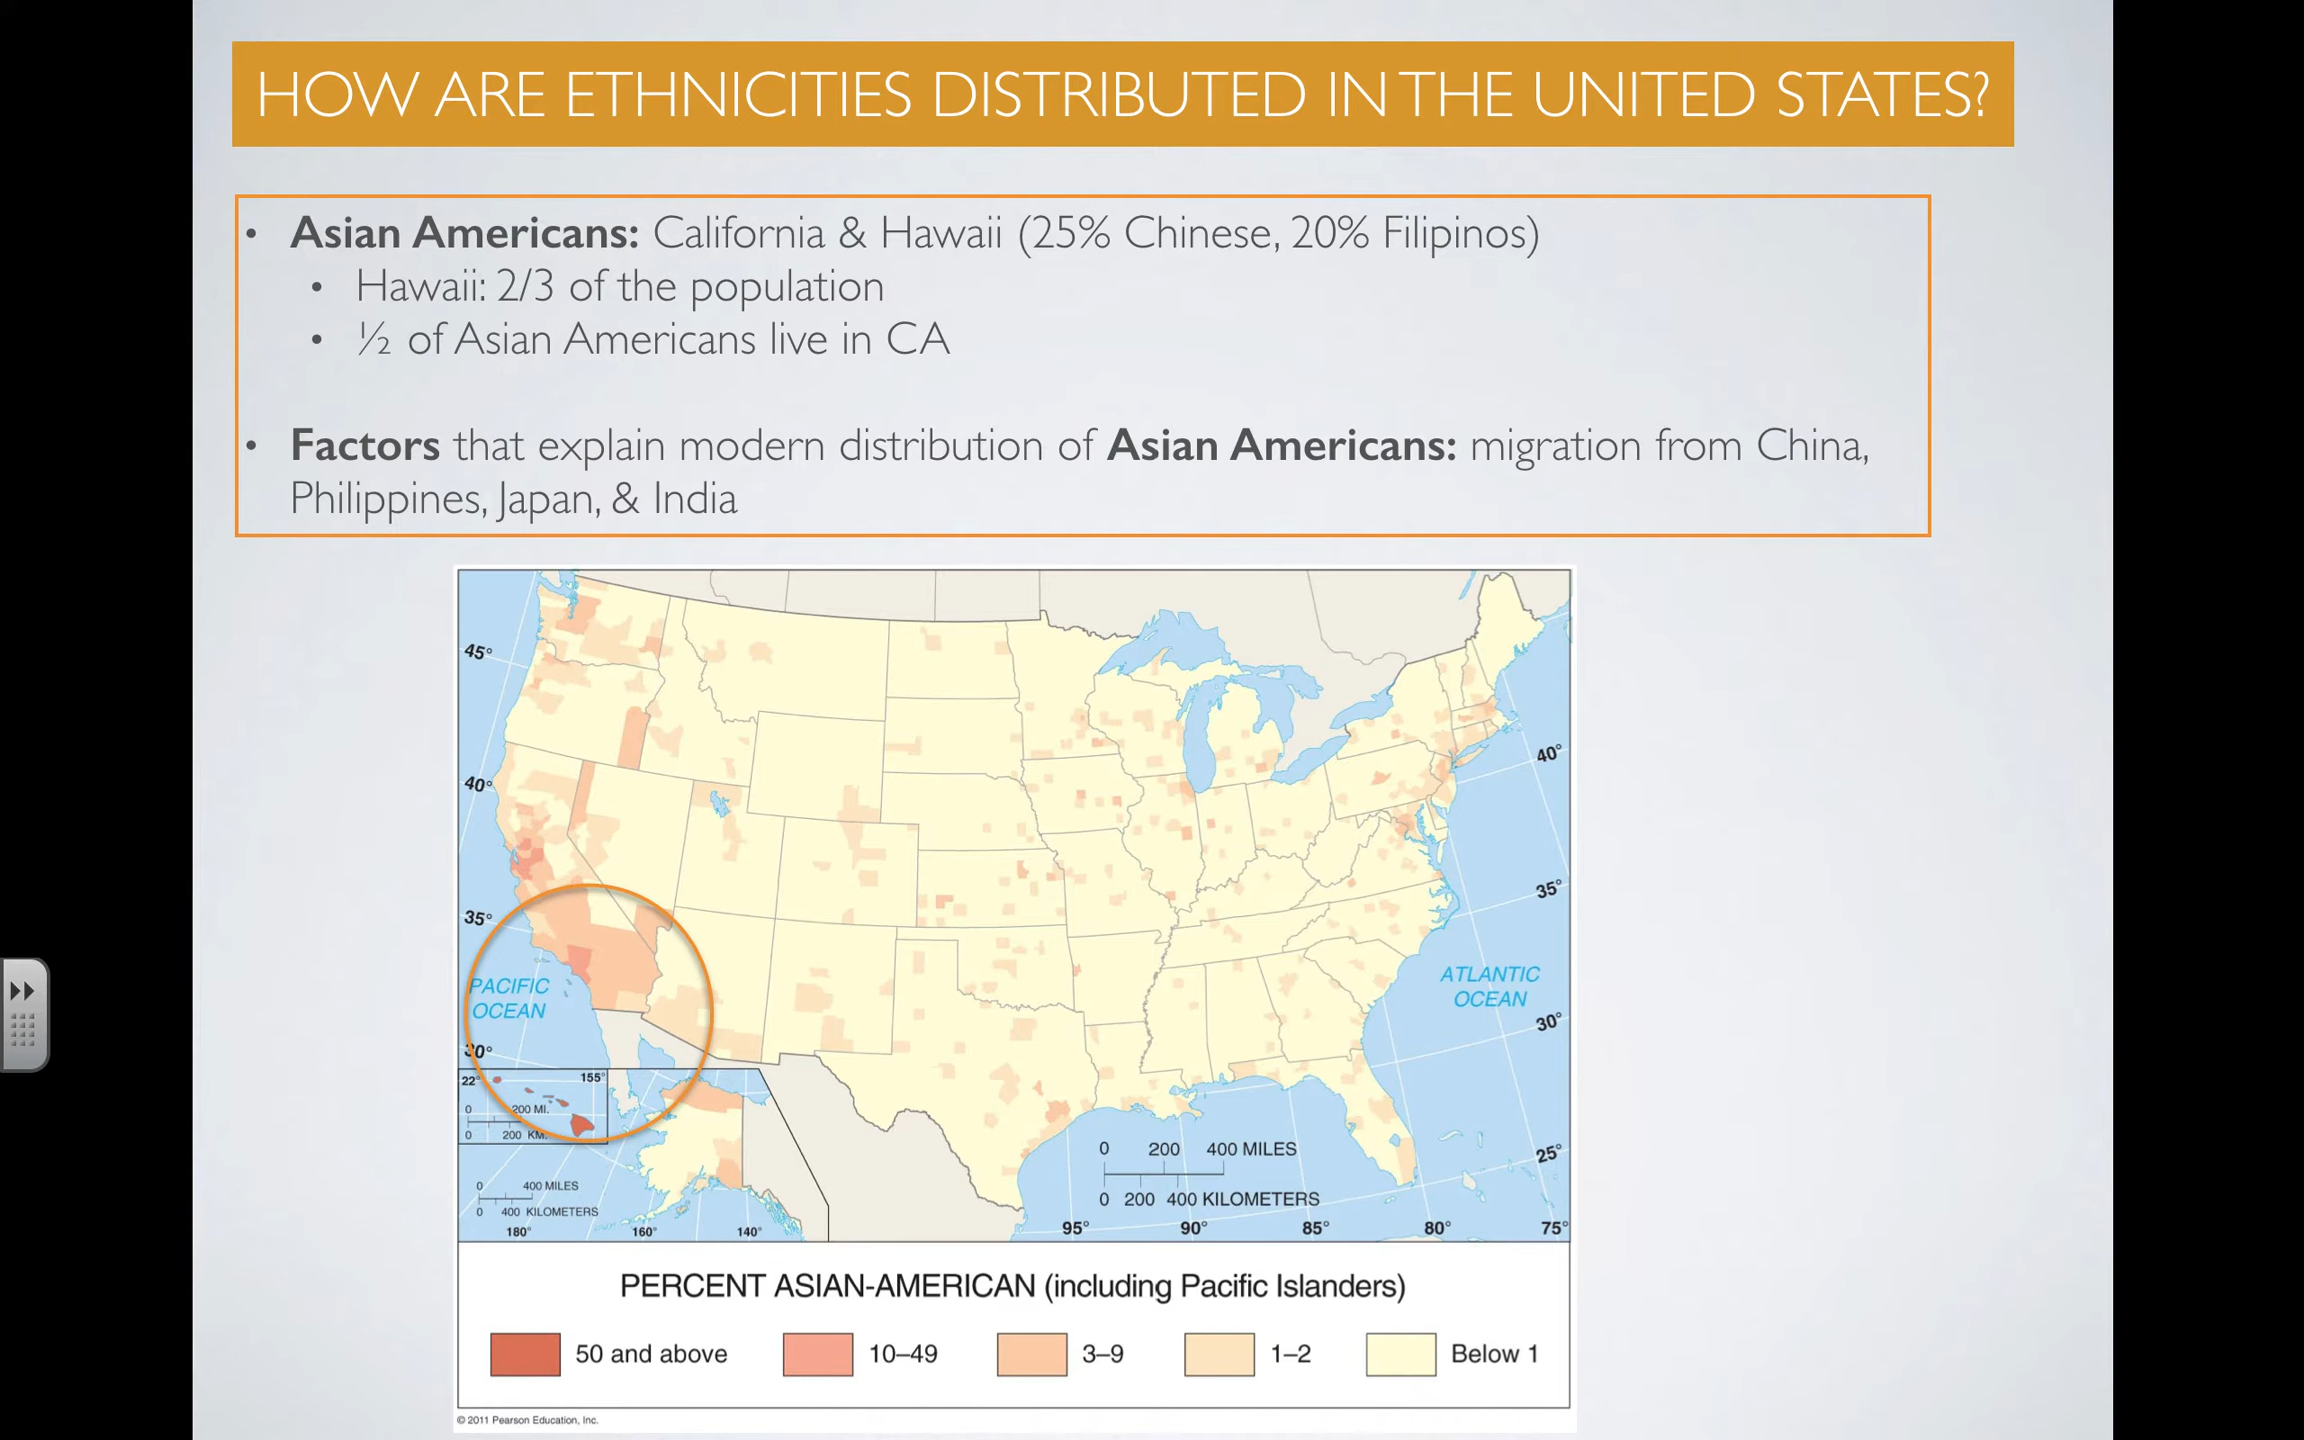 HOW ARE ETHNICITIES DISTRIBUTED IN THE UNITED STATES?
• Asian Americans: California & Hawaii (25% Chinese, 20% Filipinos)
• Hawaii: 2/3 of the population
• ½ of Asian Americans live in CA
• Factors that explain modern distribution of Asian Americans: migration from China,
Philippines, Japan, & India
45°
40°
35°
30°
PACIFIC
OCEAN
22°
155°
0 200 MI.
0 200 KM.
0 400 MILES
0 400 KILOMETERS
180° 160° 140°
40°
35°
ATLANTIC
OCEAN
30°
25°
0 200 400 MILES
0 200 400 KILOMETERS
95° 90° 85° 80° 75°
PERCENT ASIAN-AMERICAN (including Pacific Islanders)
50 and above 10–49 3–9 1–2 Below 1
© 2011 Pearson Education, Inc.